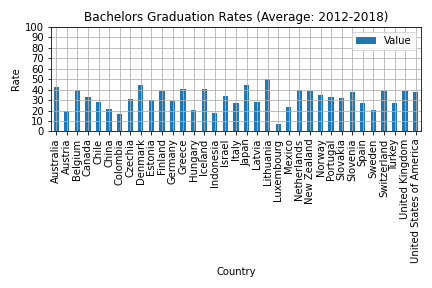 Bachelors Graduation Rates (Average: 2012-2018)
Value
Rate
100
90
80
70
60
50
40
30
20
10
0
Australia
Austria
Belgium
Canada
Chile
China
Colombia
Czechia
Denmark
Estonia
Finland
Germany
Greece
Hungary
Iceland
Indonesia
Israel
Italy
Japan
Latvia
Lithuania
Luxembourg
Mexico
Netherlands
New Zealand
Norway
Portugal
Slovakia
Slovenia
Spain
Sweden
Switzerland
Turkey
United Kingdom
United States of America
Country